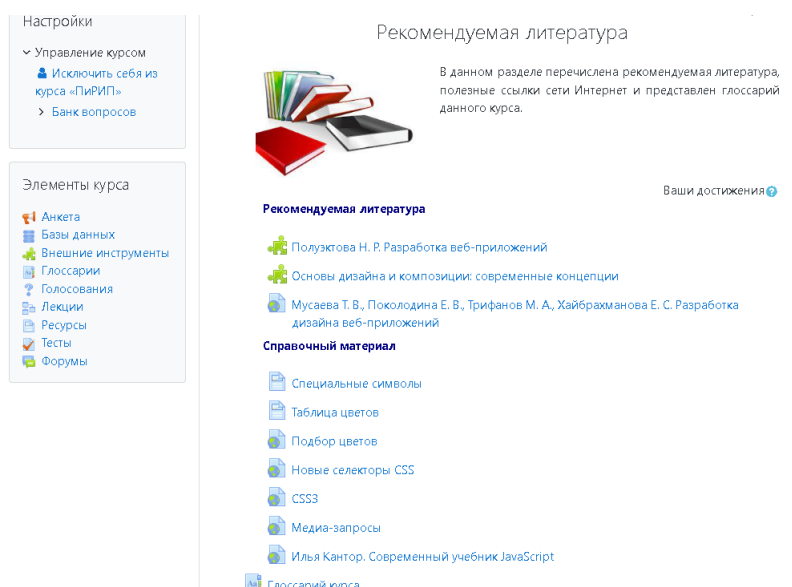 Настройки
Управление курсом
Исключить себя из
курса «ПиРИП»
Банк вопросов
Элементы курса
Анкета
Базы данных
Внешние инструменты
Глоссарии
Голосования
Лекции
Ресурсы
Тесты
Форумы
Рекомендуемая литература
В данном разделе перечислена рекомендуемая литература,
полезные ссылки сети Интернет и представлен глоссарий
данного курса.
Ваши достижения
Рекомендуемая литература
Полуэктова Н. Р. Разработка веб-приложений
Основы дизайна и композиции: современные концепции
Мусаева Т. В., Поколодина Е. В., Трифанов М. А., Хайбрахманова Е. С. Разработка
дизайна веб-приложений
Справочный материал
Специальные символы
Таблица цветов
Подбор цветов
Новые селекторы CSS
CSS3
Медиа-запросы
Илья Кантор. Современный учебник JavaScript
Глоссарий курса